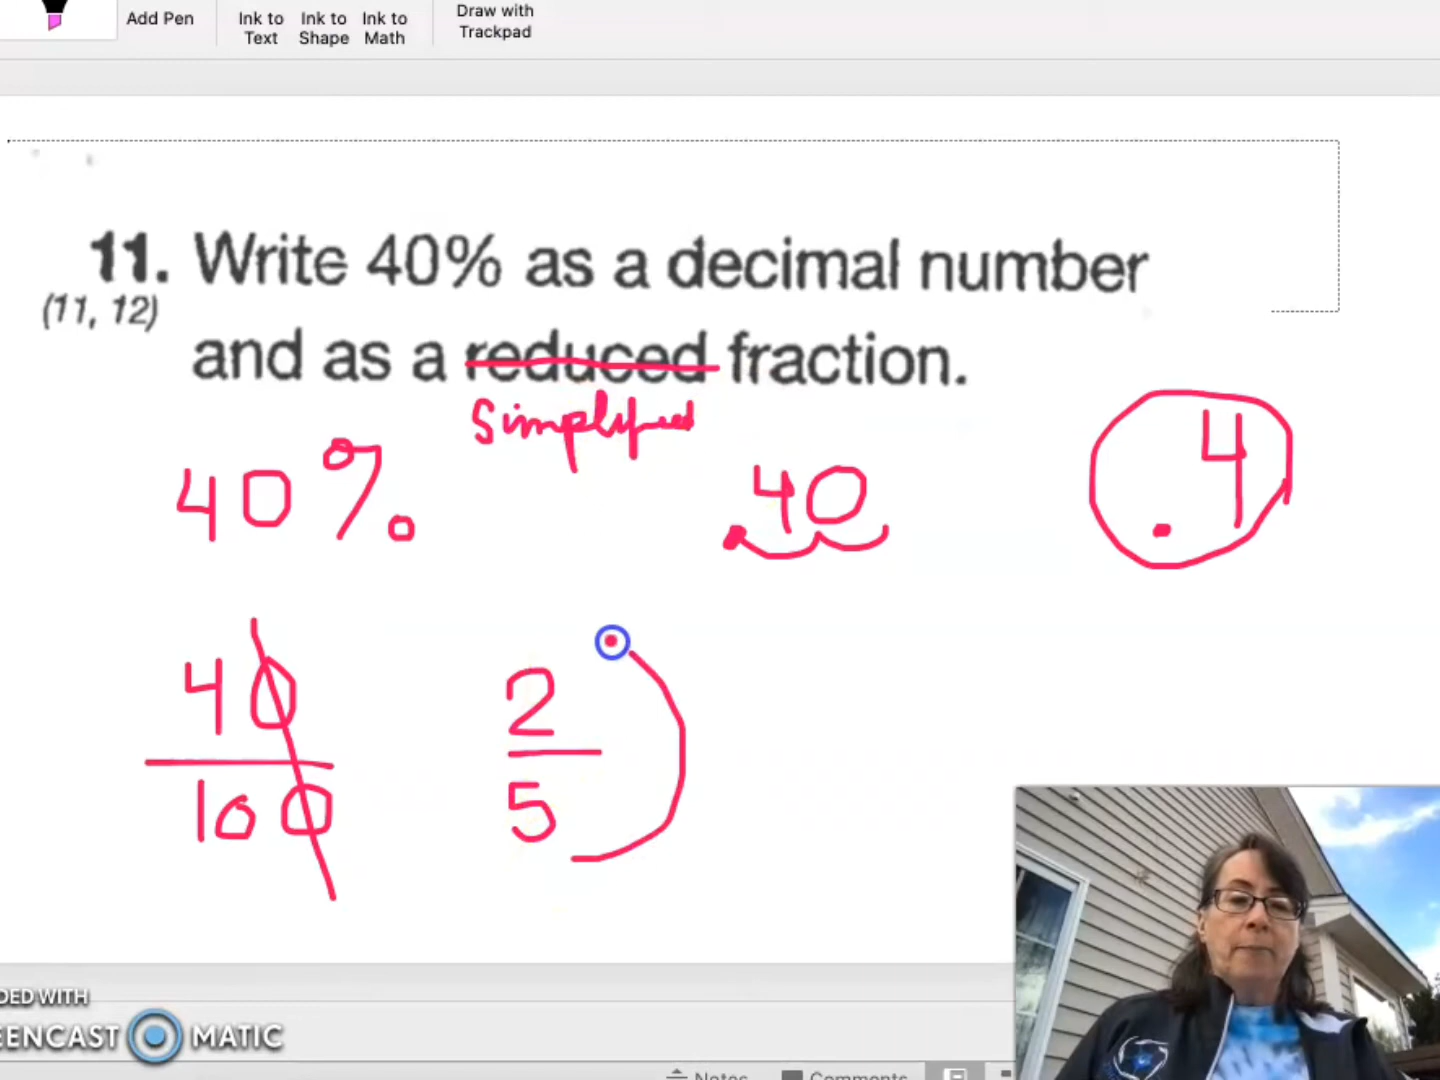 Add Pen
Ink to Text
Ink to Shape
Ink to Math
Draw with Trackpad
11. Write 40% as a decimal number
(11, 12)
and as a reduced fraction.
Simplified
40%
.40
.4
40
100
2
5
DED WITH
EENCAST MATIC
Notes
Comments